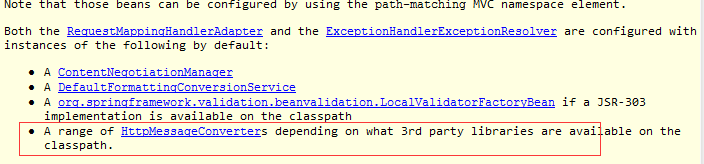 Note that those beans can be configured by using the path-matching MVC namespace element.
Both the RequestMappingHandlerAdapter and the ExceptionHandlerExceptionResolver are configured with
instances of the following by default:
● A ContentNegotiationManager
● A DefaultFormattingConversionService
● A org.springframework.validation.beanvalidation.LocalValidatorFactoryBean if a JSR-303
implementation is available on the classpath
● A range of HttpMessageConverters depending on what 3rd party libraries are available on the
classpath.